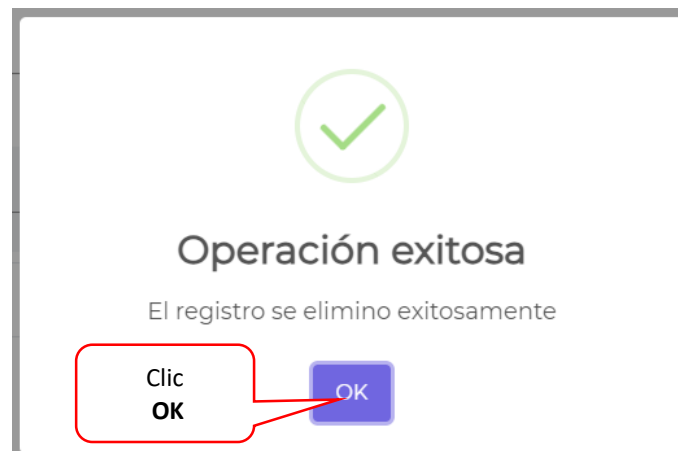 Operación exitosa
El registro se elimino exitosamente
Clic
OK
OK